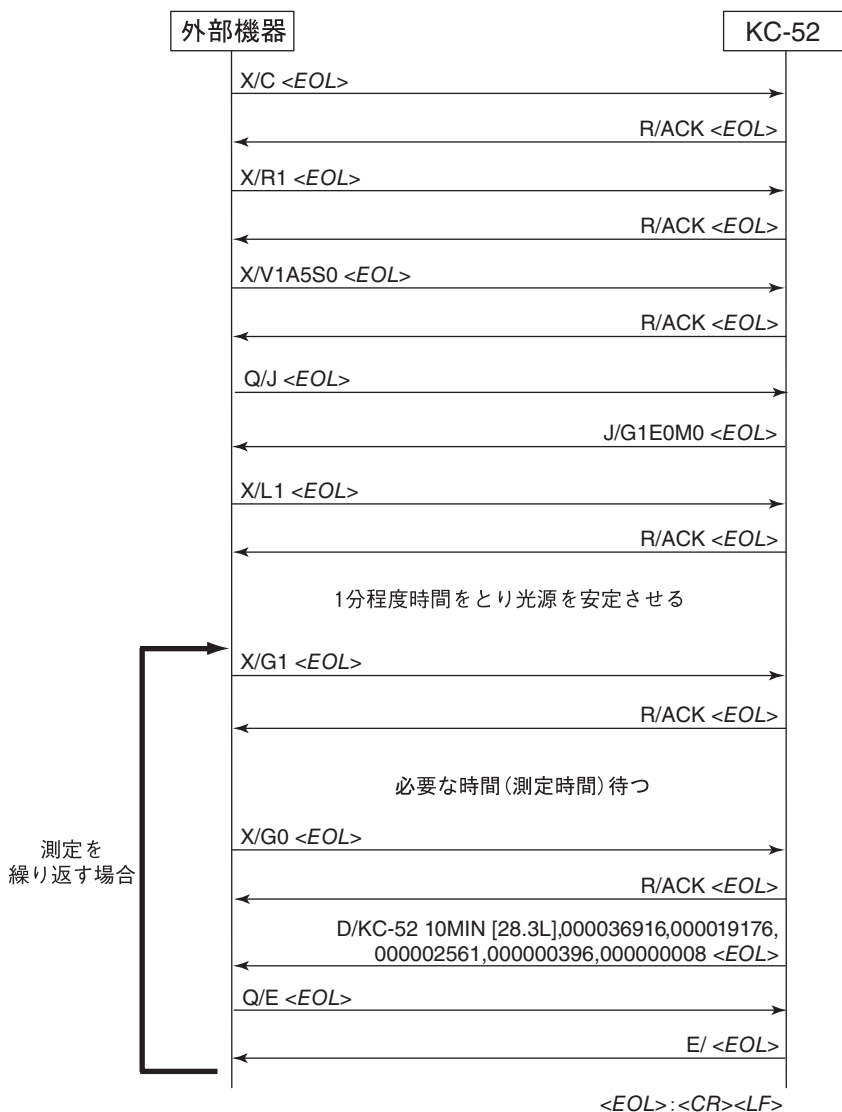 外部機器
KC-52
X/C <EOL>
R/ACK <EOL>
X/R1 <EOL>
R/ACK <EOL>
X/V1A5S0 <EOL>
R/ACK <EOL>
Q/J <EOL>
J/G1E0M0 <EOL>
X/L1 <EOL>
R/ACK <EOL>
1分程度時間をとり光源を安定させる
X/G1 <EOL>
R/ACK <EOL>
必要な時間(測定時間)待つ
X/G0 <EOL>
測定を
繰り返す場合
R/ACK <EOL>
D/KC-52 10MIN [28.3L],000036916,000019176,
000002561,000000396,000000008 <EOL>
Q/E <EOL>
E/ <EOL>
<EOL>:<CR><LF>